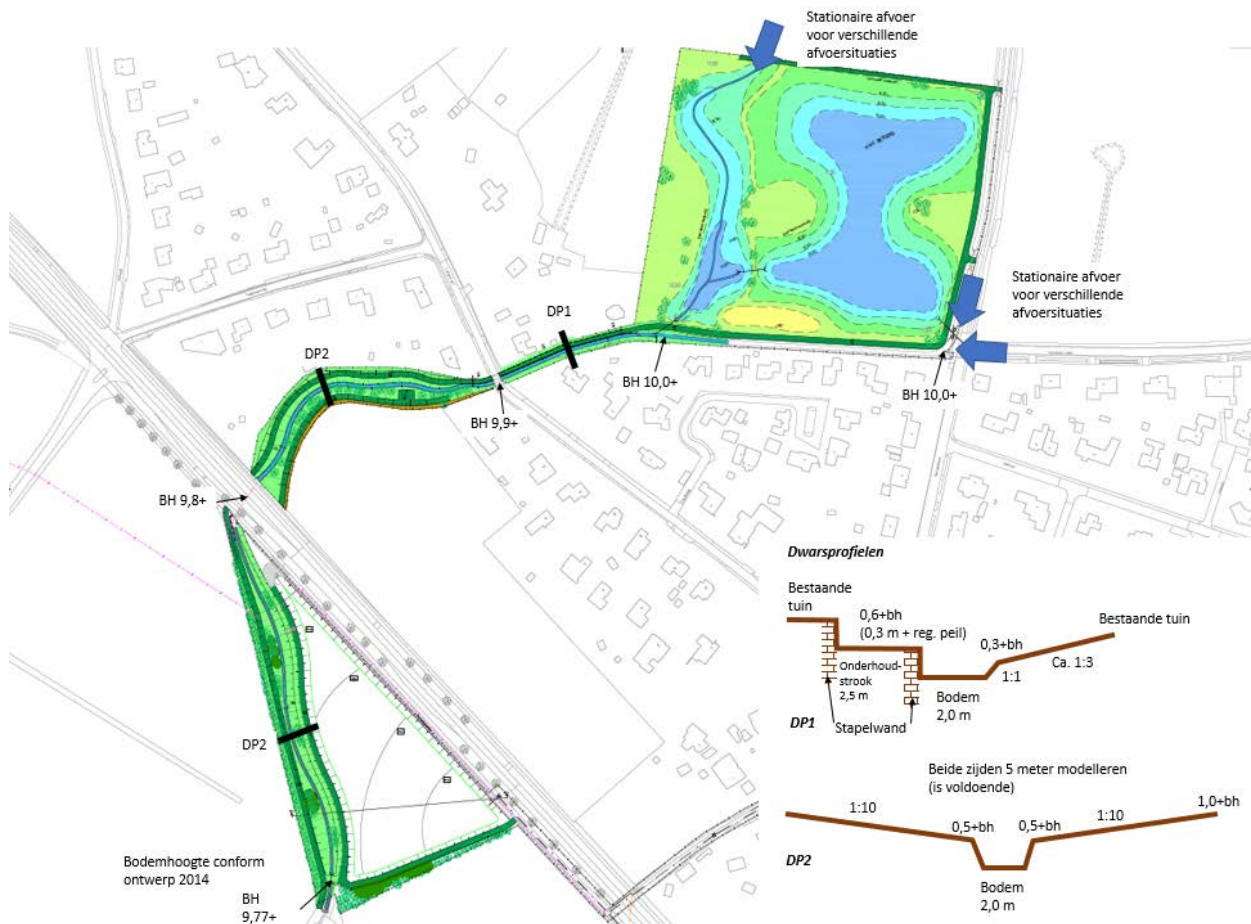 Stationaire afvoer
voor verschillende
afvoersituaties
Stationaire afvoer
voor verschillende
afvoersituaties
DP1
DP2
BH 10,0+
BH 10,0+
BH 9,9+
BH 9,8+
DP2
Bodemhoogte conform
ontwerp 2014
BH
9,77+
Dwarsprofielen
Bestaande
tuin
0,6+bh
(0,3 m + reg. peil)
Bestaande tuin
0,3+bh
Ca. 1:3
1:1
Onderhoud-
strook
2,5 m
Bodem
2,0 m
DP1
Stapelwand
Beide zijden 5 meter modelleren
(is voldoende)
1:10
0,5+bh
0,5+bh
1:10
1,0+bh
DP2
Bodem
2,0 m